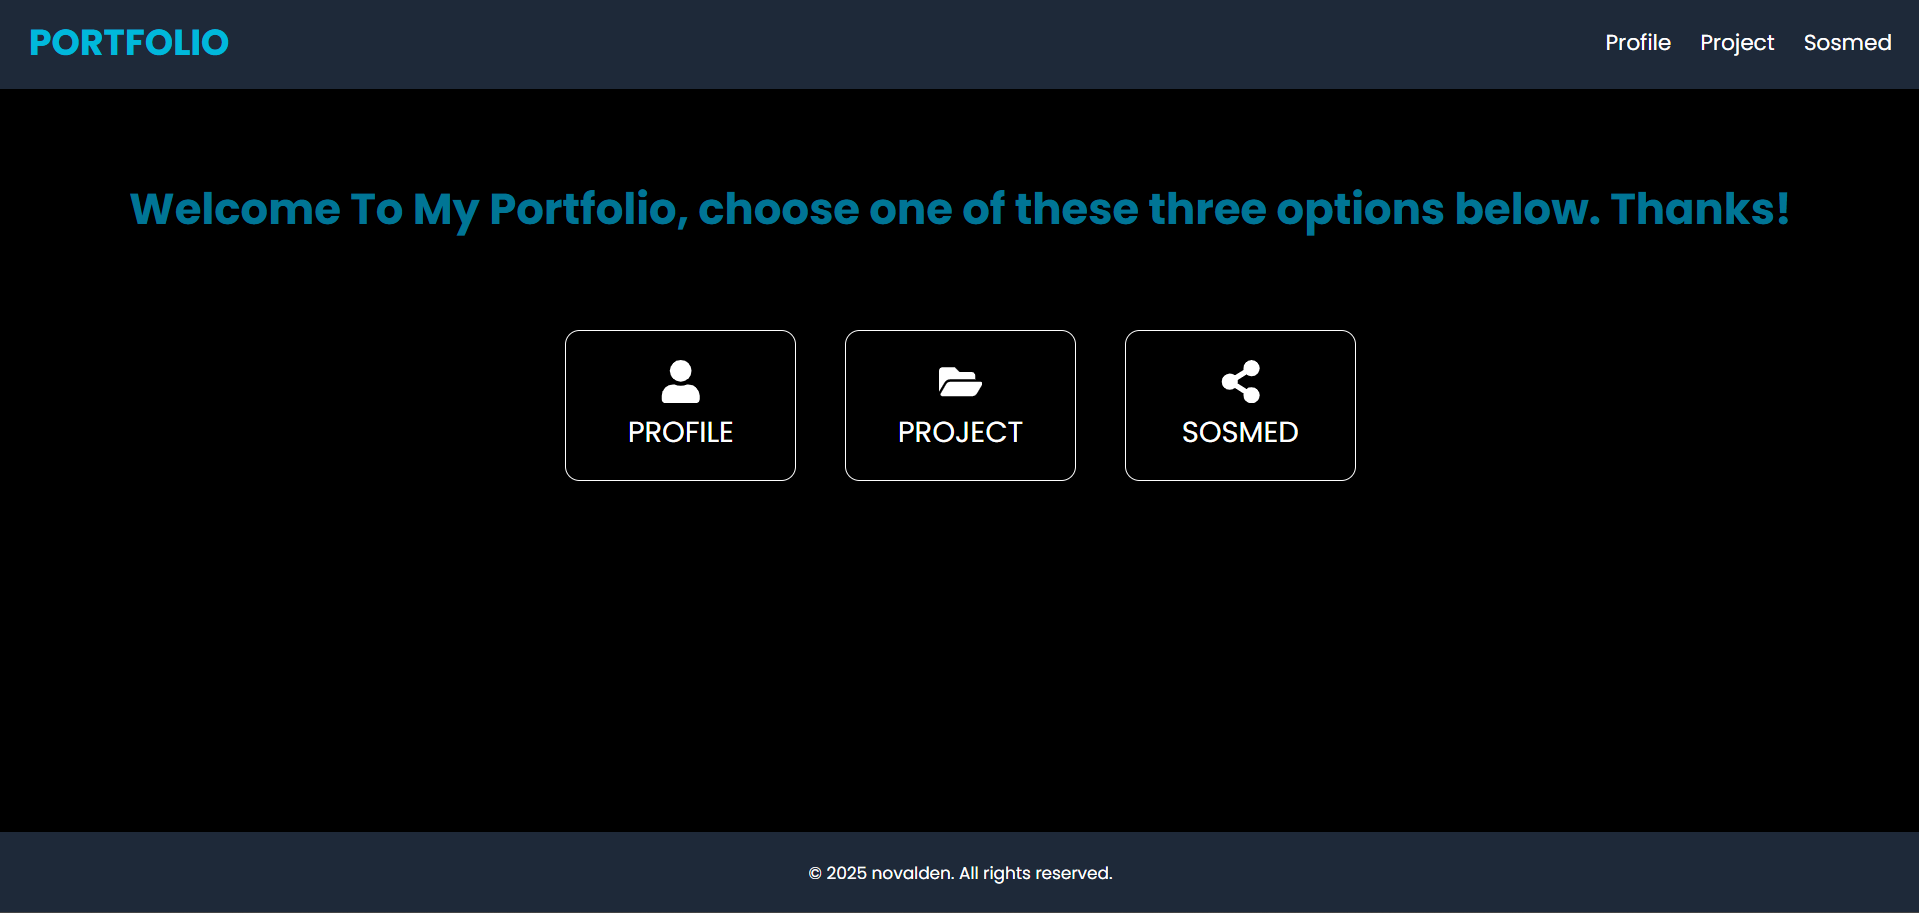 PORTFOLIO
Profile Project Sosmed
Welcome To My Portfolio, choose one of these three options below. Thanks!
PROFILE
PROJECT
SOSMED
© 2025 novalden. All rights reserved.